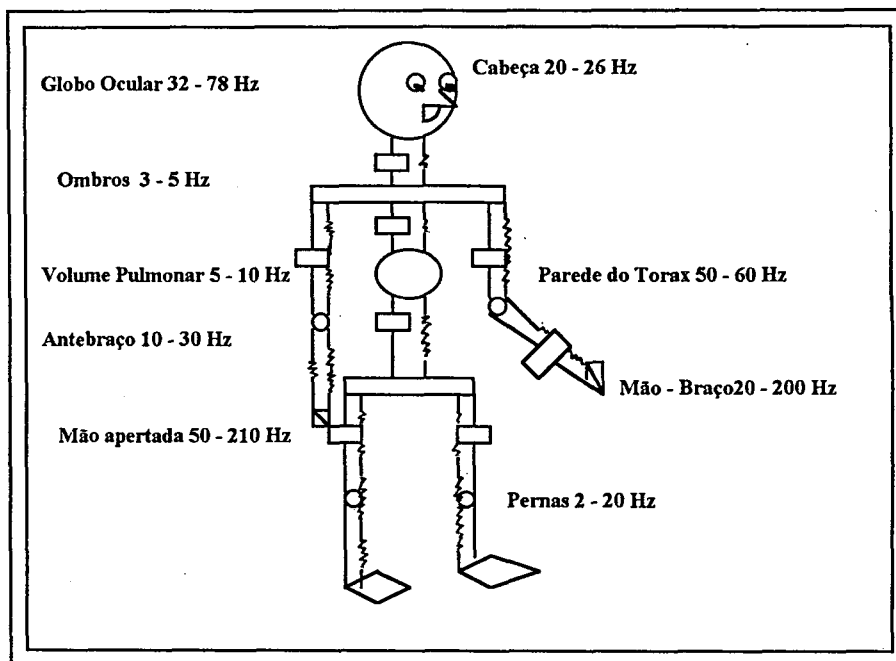 Cabeça 20 - 26 Hz
Globo Ocular 32 - 78 Hz
Ombros 3 - 5 Hz
Volume Pulmonar 5 - 10 Hz
Parede do Torax 50 - 60 Hz
Antebraço 10 - 30 Hz
Mão - Braço20 - 200 Hz
Mão apertada 50 - 210 Hz
Pernas 2 - 20 Hz